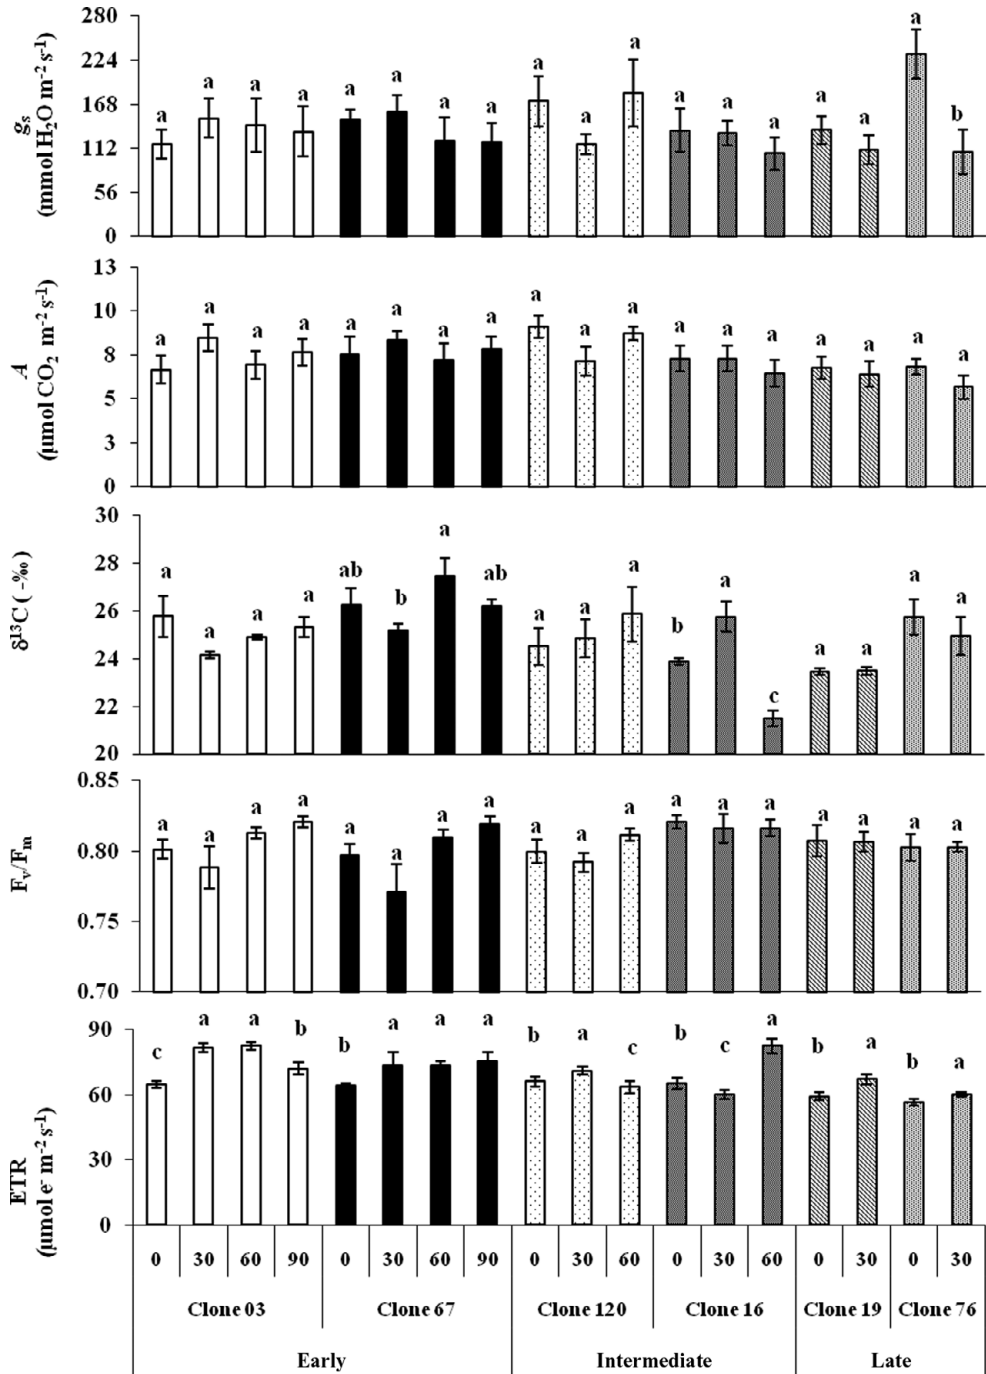 280
224
168
112
56
0
gs
(mmol H2O m-2 s-1)
a a a a a a a a a a a a a a a a a b
13
10
8
5
3
0
A
(µmol CO2 m-2 s-1)
a a a a a a a a a a a a a a a a a a
30
28
26
24
22
20
δ13C ( -‰)
a a a a ab b a ab a a a b a c a a a a
0.85
0.80
0.75
0.70
Fv/Fm
a a a a a a a a a a a a a a a a a a
90
60
30
0
ETR
(µmol e- m-2 s-1)
c a a b b a a a b a c b c a b a b a
0 30 60 90 0 30 60 90 0 30 60 0 30 60 0 30 0 30
Clone 03 Clone 67 Clone 120 Clone 16 Clone 19 Clone 76
Early Intermediate Late